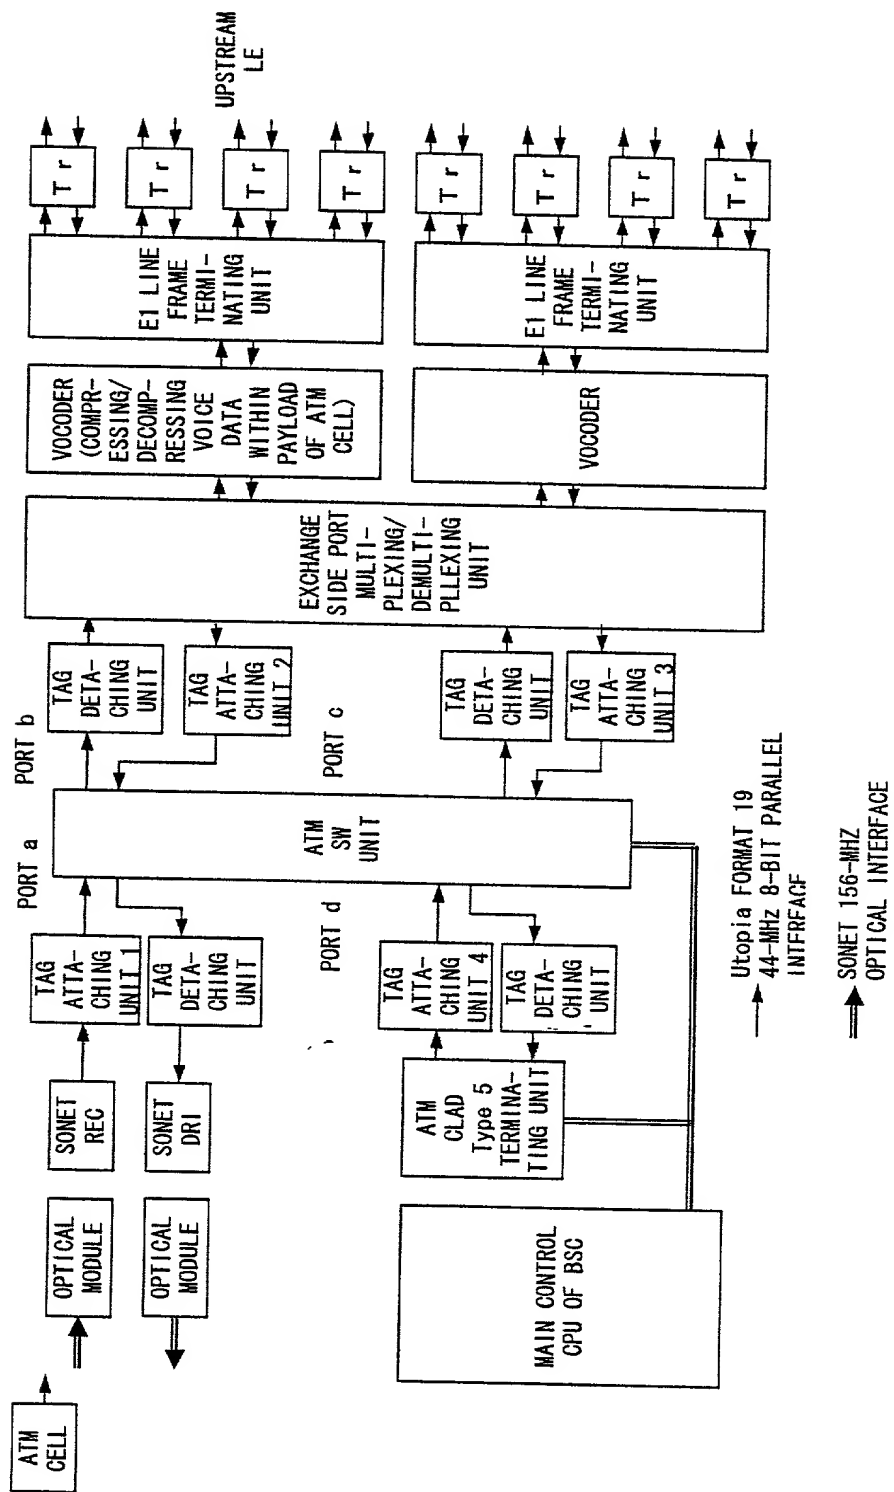 ATM
CELL
OPTICAL
MODULE
OPTICAL
MODULE
SONET
REC
SONET
DRI
TAG
ATTA-
CHING
UNIT 1
TAG
DETA-
CHING
UNIT
PORT a
PORT b
TAG
DETA-
CHING
UNIT
TAG
ATTA-
CHING
UNIT 2
MAIN CONTROL
CPU OF BSC
ATM
CLAD
Type 5
TERMINA-
TING UNIT
TAG
ATTA-
CHING
UNIT 4
TAG
DETA-
CHING
UNIT
PORT d
ATM
SW
UNIT
PORT c
TAG
DETA-
CHING
UNIT
TAG
ATTA-
CHING
UNIT 3
EXCHANGE
SIDE PORT
MULTI-
PLEXING/
DEMULTI-
PLLEXING
UNIT
VOCODER
(COMPR-
ESSING/
DECOMP-
RESSING
VOICE
DATA
WITHIN
PAYLOAD
OF ATM
CELL)
VOCODER
E1 LINE
FRAME
TERMI-
NATING
UNIT
E1 LINE
FRAME
TERMI-
NATING
UNIT
Tr
Tr
Tr
Tr
Tr
Tr
Tr
Tr
UPSTREAM
LE
Utopia FORMAT 19
44-MHz 8-BIT PARALLEL
INTERFACE
SONET 156-MHZ
OPTICAL INTERFACE